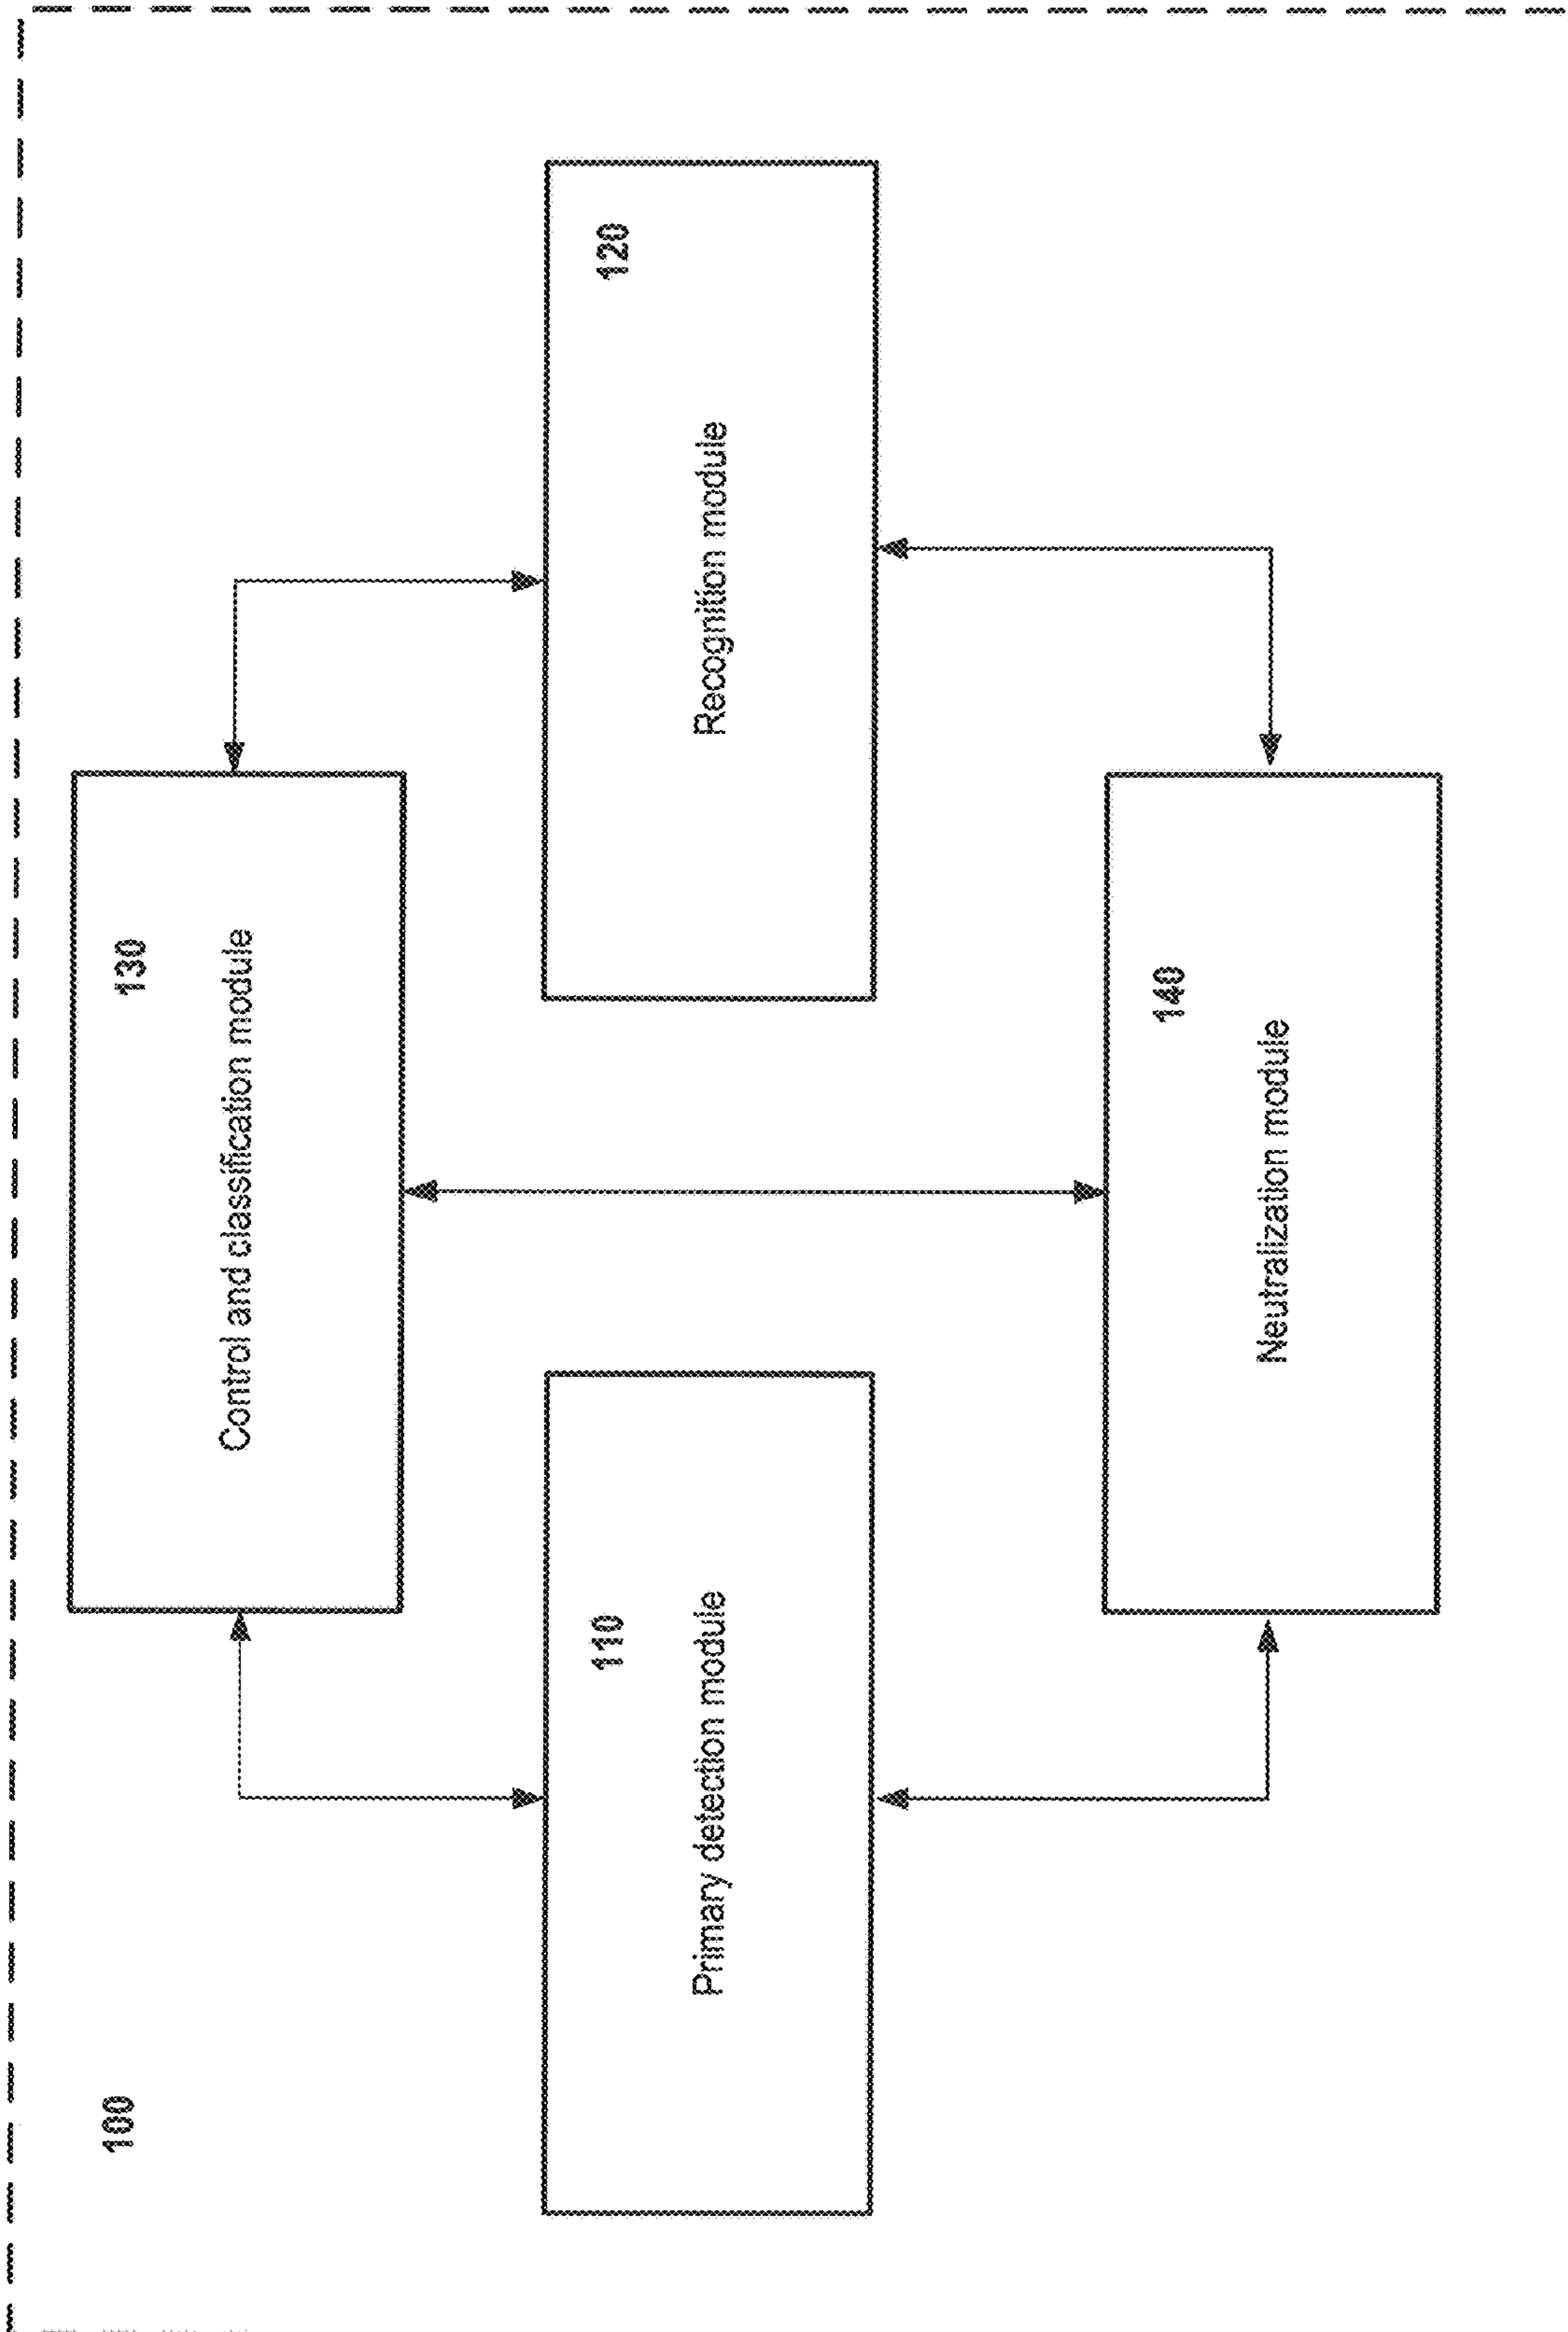 100
130
Control and classification module
110
Primary detection module
120
Recognition module
140
Neutralization module